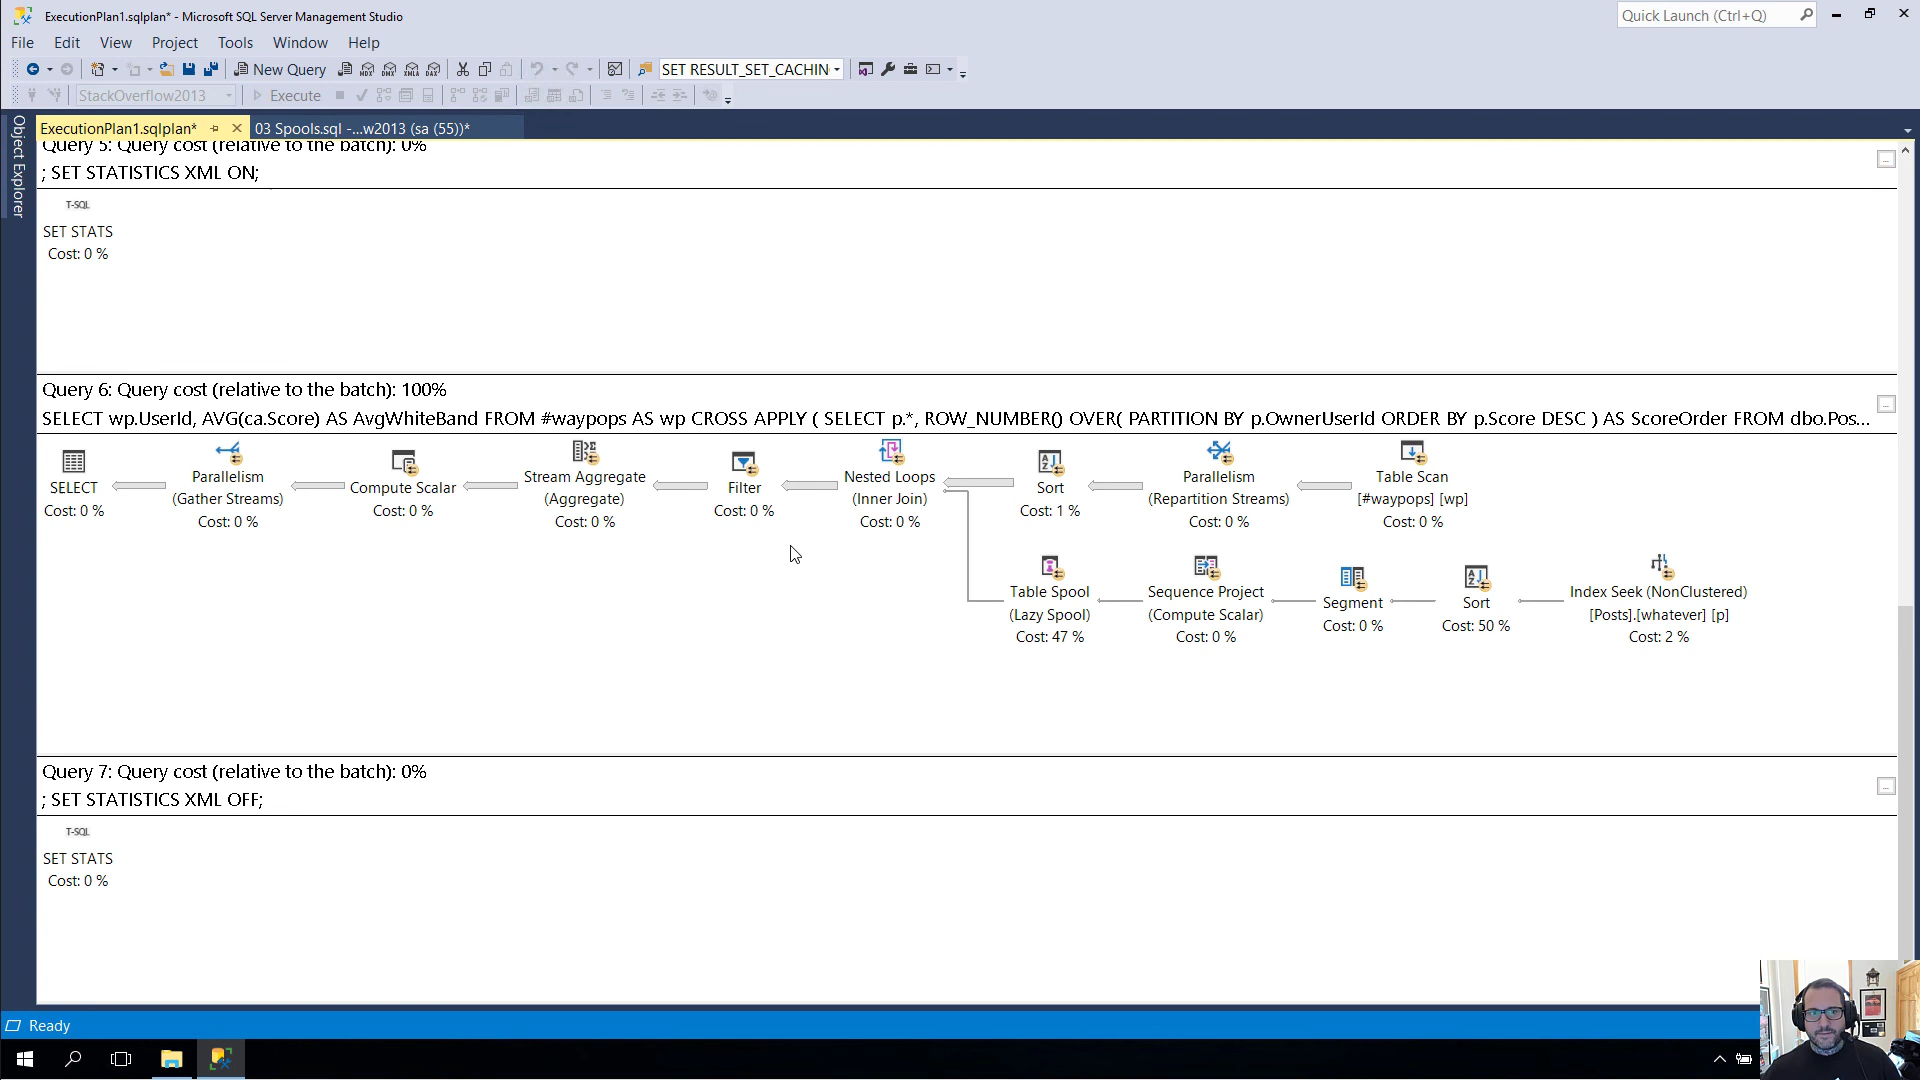 ExecutionPlan1.sqlplan* - Microsoft SQL Server Management Studio
Quick Launch (Ctrl+Q)
File Edit View Project Tools Window Help
New Query
SET RESULT_SET_CACHIN
StackOverflow2013
Execute
Object Explorer
ExecutionPlan1.sqlplan*
03 Spools.sql -...w2013 (sa (55))*
Query 5: Query cost (relative to the batch): 0%
; SET STATISTICS XML ON;
T-SQL
SET STATS
Cost: 0 %
Query 6: Query cost (relative to the batch): 100%
SELECT wp.UserId, AVG(ca.Score) AS AvgWhiteBand FROM #waypops AS wp CROSS APPLY ( SELECT p.*, ROW_NUMBER() OVER( PARTITION BY p.OwnerUserId ORDER BY p.Score DESC ) AS ScoreOrder FROM dbo.Pos...
SELECT
Cost: 0 %
Parallelism
(Gather Streams)
Cost: 0 %
Compute Scalar
Cost: 0 %
Stream Aggregate
(Aggregate)
Cost: 0 %
Filter
Cost: 0 %
Nested Loops
(Inner Join)
Cost: 0 %
Sort
Cost: 1 %
Parallelism
(Repartition Streams)
Cost: 0 %
Table Scan
[#waypops] [wp]
Cost: 0 %
Table Spool
(Lazy Spool)
Cost: 47 %
Sequence Project
(Compute Scalar)
Cost: 0 %
Segment
Cost: 0 %
Sort
Cost: 50 %
Index Seek (NonClustered)
[Posts].[whatever] [p]
Cost: 2 %
Query 7: Query cost (relative to the batch): 0%
; SET STATISTICS XML OFF;
T-SQL
SET STATS
Cost: 0 %
Ready